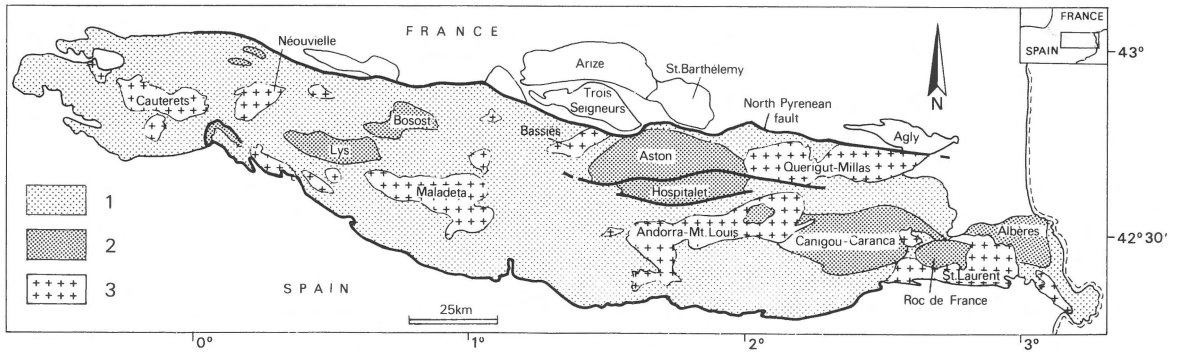 FRANCE
FRANCE
SPAIN
43°
Néouvielle
Arize
St.Barthélemy
Trois
Seigneurs
N
North Pyrenean
fault
Cauterets
Bosost
Bassiès
Agly
Lys
Aston
Querigut-Millas
Maladeta
Hospitalet
1
Andorra-Mt.Louis
Canigou-Caranca
Albères
42°30'
2
St.Laurent
3
SPAIN
Roc de France
25km
0°
1°
2°
3°